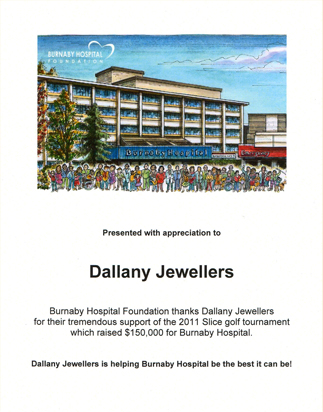 BURNABY HOSPITAL
FOUNDATION
Presented with appreciation to
Dallany Jewellers
Burnaby Hospital Foundation thanks Dallany Jewellers
for their tremendous support of the 2011 Slice golf tournament
which raised $150,000 for Burnaby Hospital.
Dallany Jewellers is helping Burnaby Hospital be the best it can be!